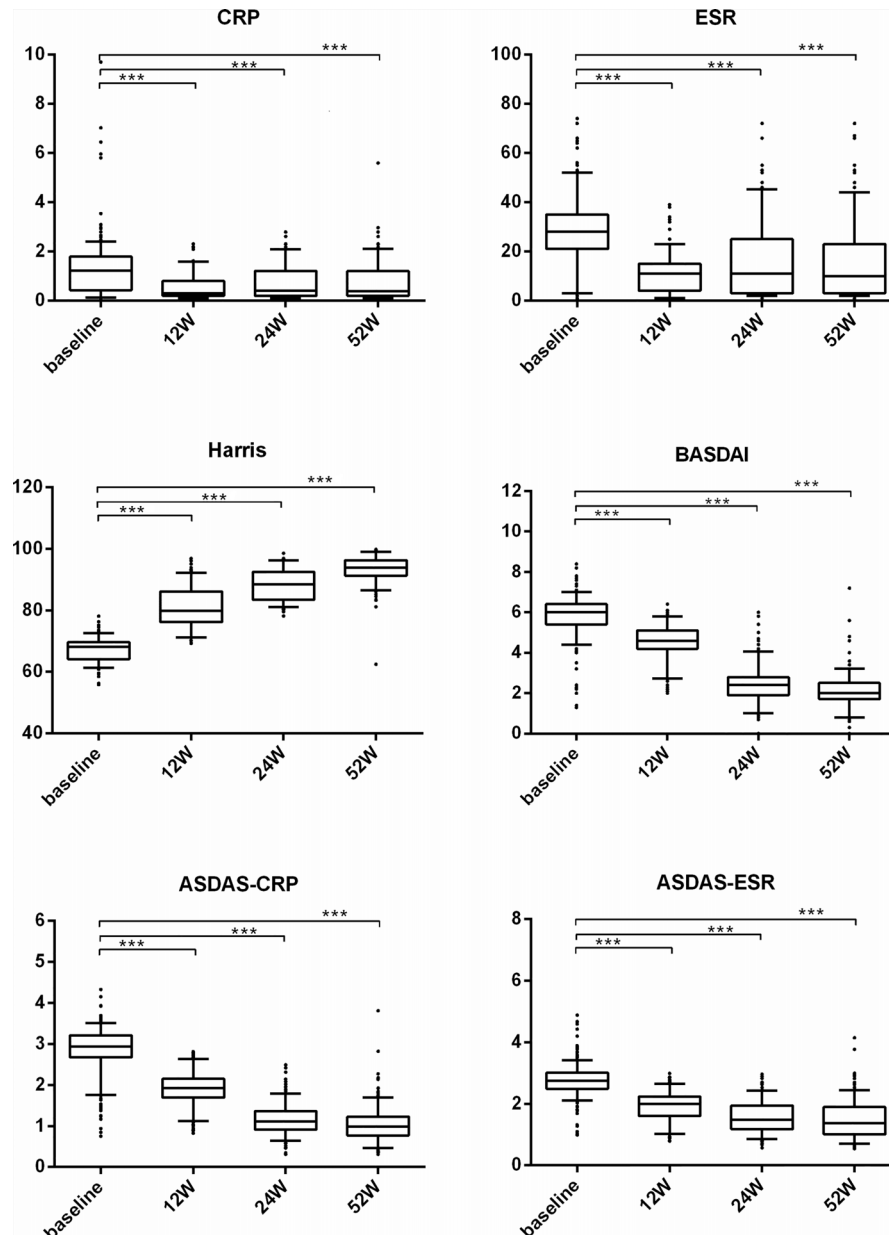 CRP
ESR
***
***
***
10
8
6
4
2
0
baseline
12W
24W
52W
***
***
***
100
80
60
40
20
0
baseline
12W
24W
52W
Harris
BASDAI
***
***
***
120
100
80
60
40
baseline
12W
24W
52W
***
***
***
12
10
8
6
4
2
0
baseline
12W
24W
52W
ASDAS-CRP
ASDAS-ESR
***
***
***
6
5
4
3
2
1
0
baseline
12W
24W
52W
***
***
***
8
6
4
2
0
baseline
12W
24W
52W